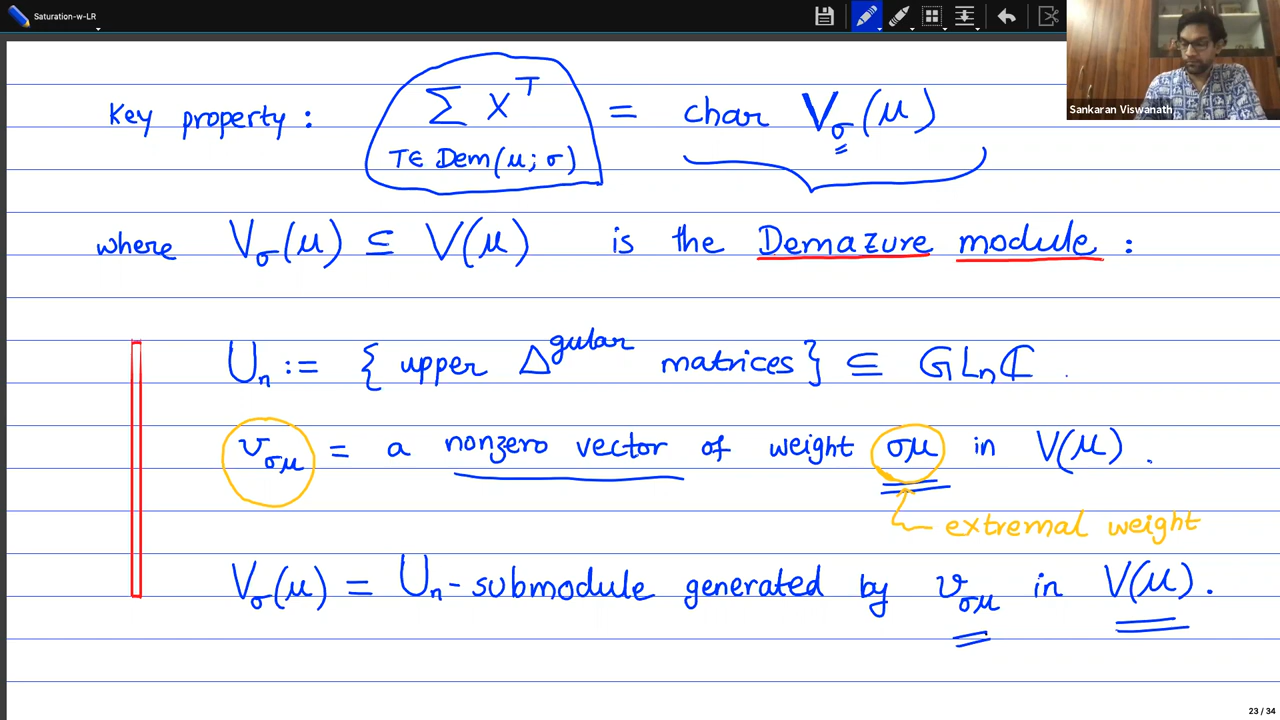 Saturation-w-LR
Sankaran Viswanath
Key property : ∑ x^T = char V_σ(μ)
T∈ Dem(μ; σ)
where V_σ(μ) ⊆ V(μ) is the Demazure module :
U_n := { upper Δ^gular matrices } ⊆ GL_n ℂ .
v_σμ = a nonzero vector of weight σμ in V(μ) .
extremal weight
V_σ(μ) = U_n-submodule generated by v_σμ in V(μ) .
23 / 34